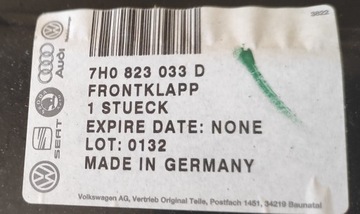 3622
Audi
SEAT
7H0 823 033 D
FRONTKLAPP
1 STUECK
EXPIRE DATE: NONE
LOT: 0132
MADE IN GERMANY
Volkswagen AG, Vertrieb Original Teile, Postfach 1451, 34219 Baunatal